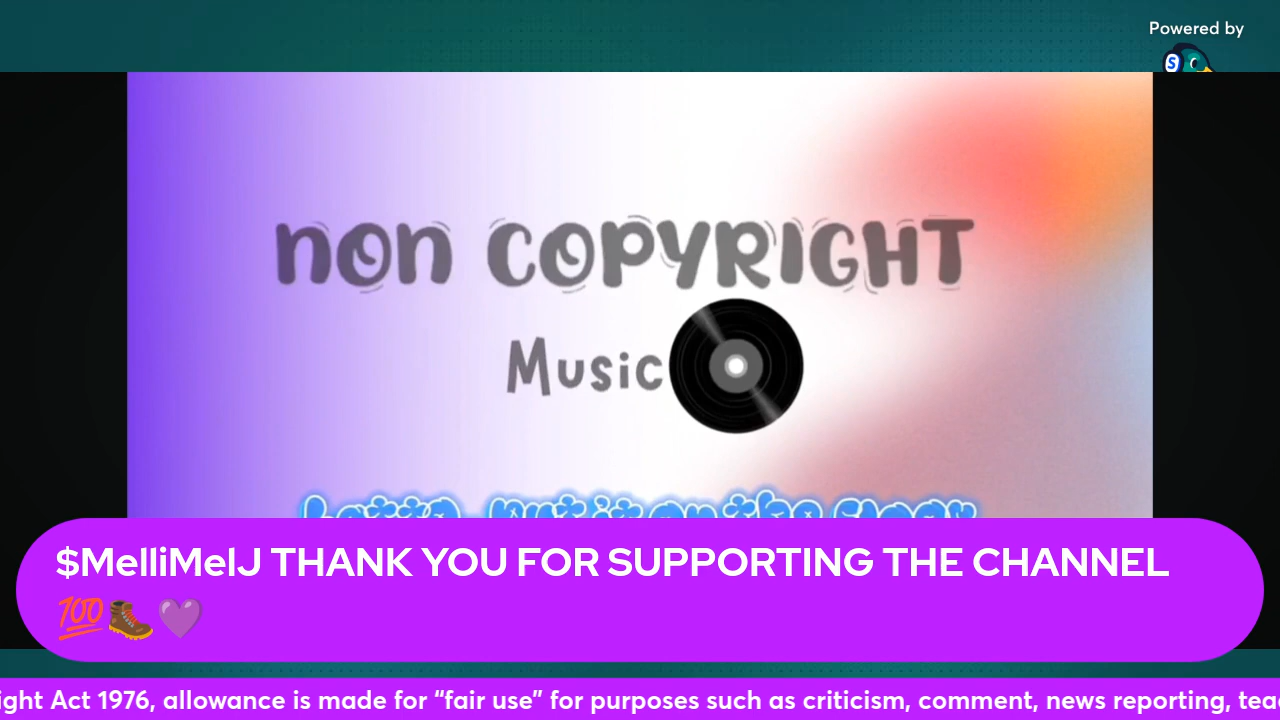 Powered by
S
non COPYRIGHT
Music
$MelliMelJ THANK YOU FOR SUPPORTING THE CHANNEL
💯🥾💜
ight Act 1976, allowance is made for “fair use” for purposes such as criticism, comment, news reporting, tea